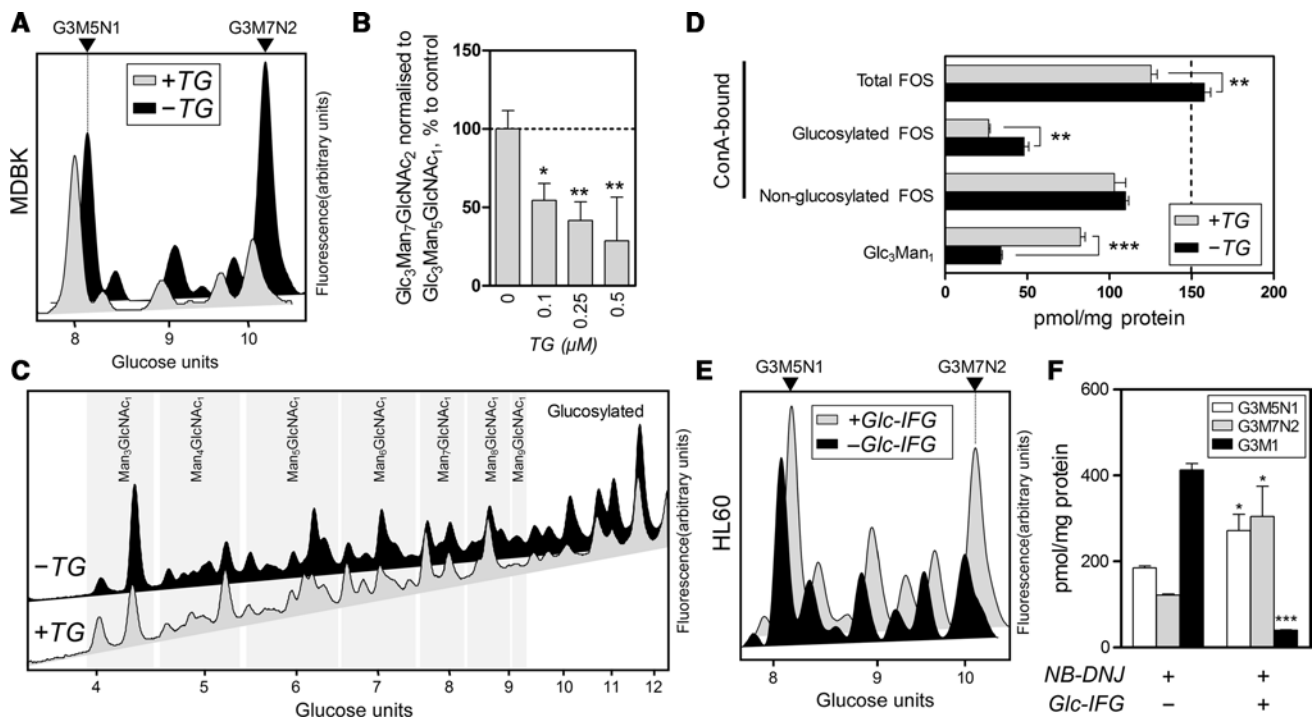 A
G3M5N1
G3M7N2
+TG
−TG
MDBK
Fluorescence(arbitrary units)
8
9
10
Glucose units
B
Glc3Man7GlcNAc2 normalised to
Glc3Man5GlcNAc1, % to control
150
100
50
0
*
**
**
0
0.1
0.25
0.5
TG (µM)
C
Man3GlcNAc1
Man4GlcNAc1
Man5GlcNAc1
Man6GlcNAc1
Man7GlcNAc1
Man8GlcNAc1
Man9GlcNAc1
Glucosylated
−TG
+TG
Fluorescence(arbitrary units)
4
5
6
7
8
9
10
11
12
Glucose units
D
ConA-bound
Total FOS
Glucosylated FOS
Non-glucosylated FOS
Glc3Man1
**
**
***
+TG
−TG
0
50
100
150
200
pmol/mg protein
E
G3M5N1
G3M7N2
+Glc-IFG
−Glc-IFG
HL60
Fluorescence(arbitrary units)
8
9
10
Glucose units
F
600
400
200
0
pmol/mg protein
G3M5N1
G3M7N2
G3M1
*
*
***
NB-DNJ + +
Glc-IFG − +